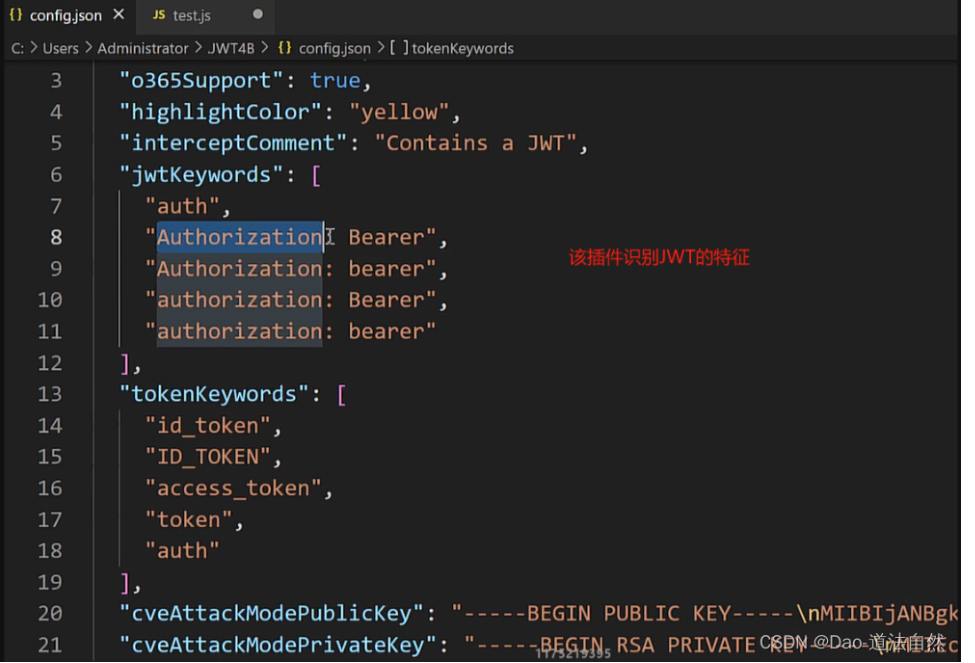 {} config.json × JS test.js ●
C: > Users > Administrator > JWT4B > {} config.json > [ ] tokenKeywords
3 "o365Support": true,
4 "highlightColor": "yellow",
5 "interceptComment": "Contains a JWT",
6 "jwtKeywords": [
7 "auth",
8 "Authorization: Bearer",
该插件识别JWT的特征
9 "Authorization: bearer",
10 "authorization: Bearer",
11 "authorization: bearer"
12 ],
13 "tokenKeywords": [
14 "id_token",
15 "ID_TOKEN",
16 "access_token",
17 "token",
18 "auth"
19 ],
20 "cveAttackModePublicKey": "-----BEGIN PUBLIC KEY-----\nMIIBIjANBgk
21 "cveAttackModePrivateKey": "-----BEGIN RSA PRIVATE KEY
CSDN @Dao-道法自然
1175219395